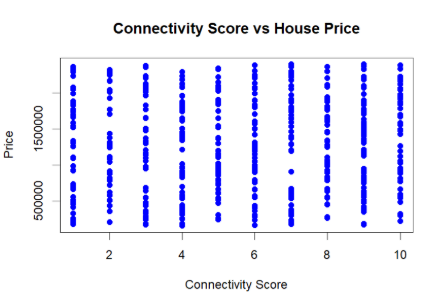 Connectivity Score vs House Price
Price
1500000
500000
2 4 6 8 10
Connectivity Score